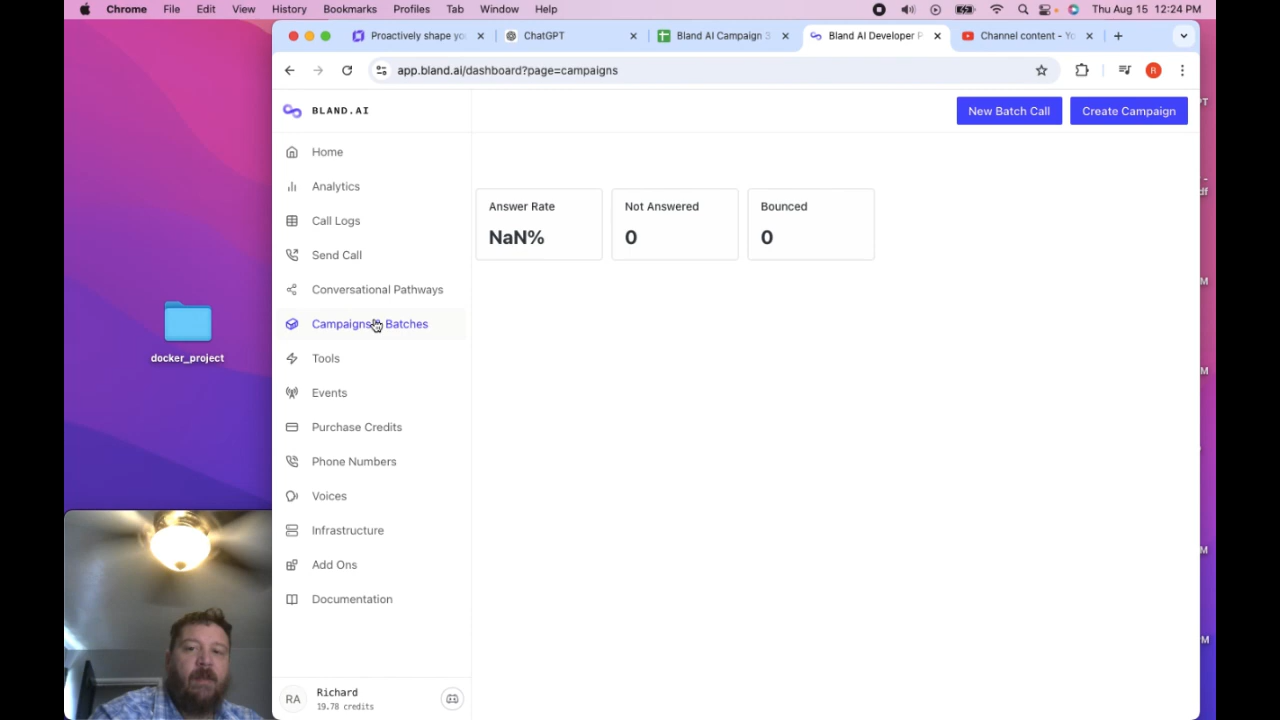 Chrome File Edit View History Bookmarks Profiles Tab Window Help Thu Aug 15 12:24 PM
Proactively shape yo ChatGPT Bland AI Campaign Bland AI Developer P Channel content - Yo
app.bland.ai/dashboard?page=campaigns R
BLAND.AI
New Batch Call Create Campaign
Home
Analytics
Call Logs
Send Call
Conversational Pathways
Campaigns Batches
Tools
Events
Purchase Credits
Phone Numbers
Voices
Infrastructure
Add Ons
Documentation
RA Richard
19.78 credits
Answer Rate Not Answered Bounced
NaN% 0 0
docker_project
PT
df
M
M
M
PM